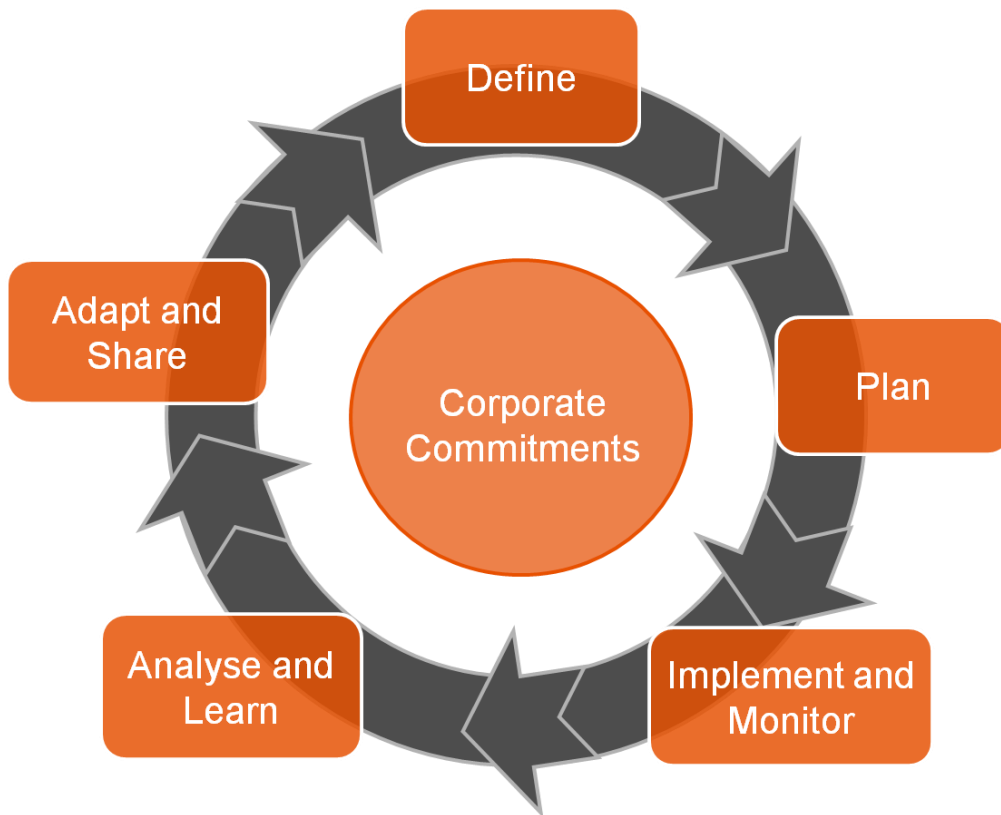 Define
Plan
Implement and
Monitor
Analyse and
Learn
Adapt and
Share
Corporate
Commitments